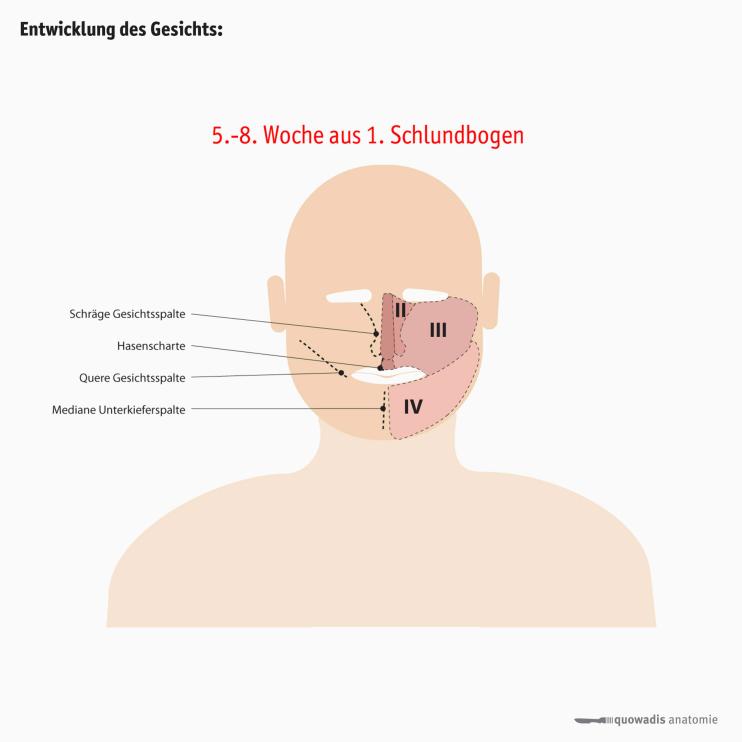 Entwicklung des Gesichts:
5.-8. Woche aus 1. Schlundbogen
II
III
IV
Schräge Gesichtsspalte
Hasenscharte
Quere Gesichtsspalte
Mediane Unterkieferspalte
quowadis anatomie